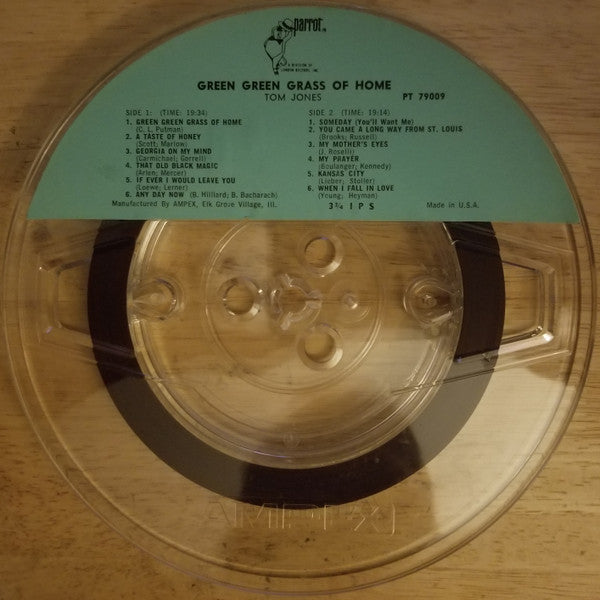 parrot TM
A DIVISION OF
LONDON RECORDS, INC.
GREEN GREEN GRASS OF HOME
TOM JONES
PT 79009
SIDE 1: (TIME: 19:34)
1. GREEN GREEN GRASS OF HOME
(C. L. Putman)
2. A TASTE OF HONEY
(Scott; Marlow)
3. GEORGIA ON MY MIND
(Carmichael; Gorrell)
4. THAT OLD BLACK MAGIC
(Arlen; Mercer)
5. IF EVER I WOULD LEAVE YOU
(Loewe; Lerner)
6. ANY DAY NOW (B. Hilliard; B. Bacharach)
Manufactured By AMPEX, Elk Grove Village, Ill.
SIDE 2 (TIME: 19:14)
1. SOMEDAY (You'll Want Me)
2. YOU CAME A LONG WAY FROM ST. LOUIS
(Brooks; Russell)
3. MY MOTHER'S EYES
(J. Roselli)
4. MY PRAYER
(Boulanger; Kennedy)
5. KANSAS CITY
(Lieber; Stoller)
6. WHEN I FALL IN LOVE
(Young; Heyman)
3¾ I P S
Made in U.S.A.
AMPEX